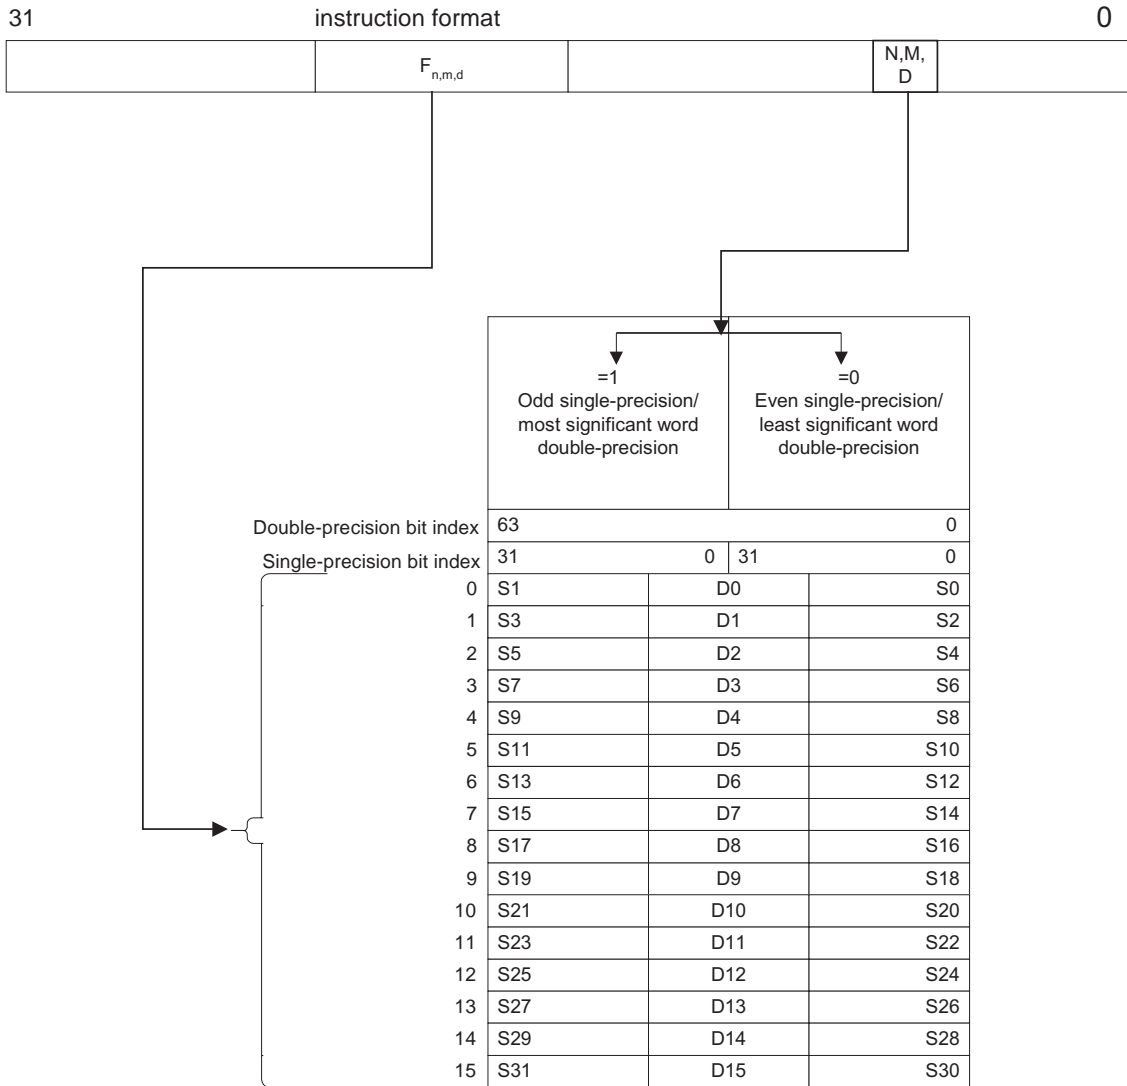 31 instruction format 0
F n,m,d
N,M,
D
=1
Odd single-precision/
most significant word
double-precision
=0
Even single-precision/
least significant word
double-precision
Double-precision bit index 63 0
Single-precision bit index 31 0 31 0
0 S1 D0 S0
1 S3 D1 S2
2 S5 D2 S4
3 S7 D3 S6
4 S9 D4 S8
5 S11 D5 S10
6 S13 D6 S12
7 S15 D7 S14
8 S17 D8 S16
9 S19 D9 S18
10 S21 D10 S20
11 S23 D11 S22
12 S25 D12 S24
13 S27 D13 S26
14 S29 D14 S28
15 S31 D15 S30